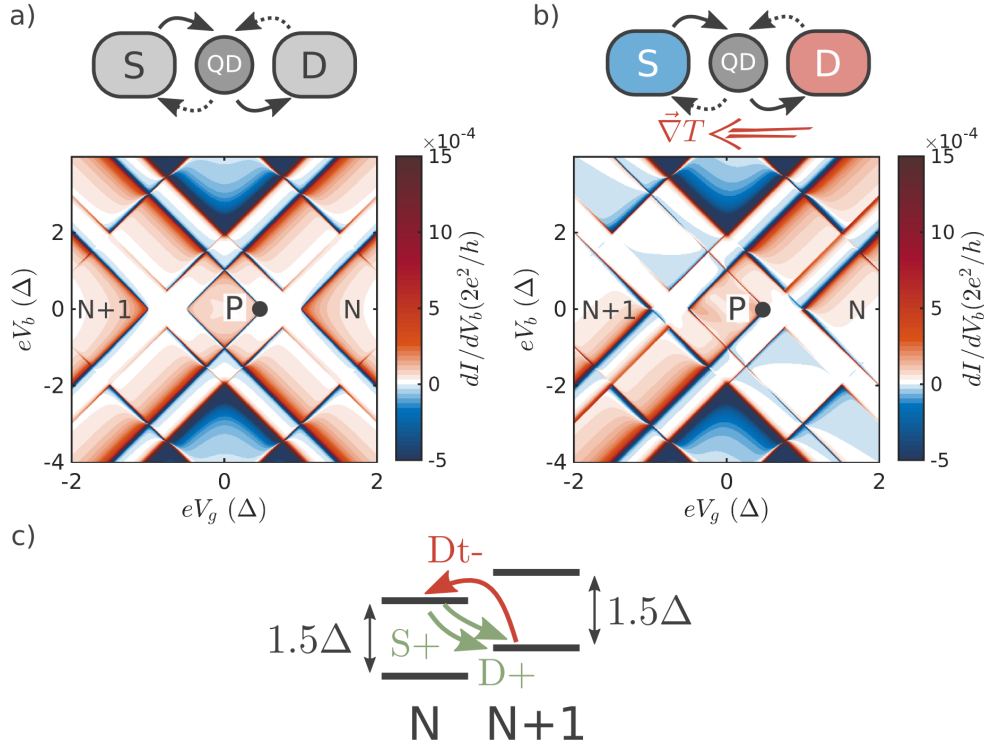 a)
S QD D
b)
S QD D
∇⃗T
eV_b (Δ)
2
0
-2
-4
-2 0 2
eV_g (Δ)
N+1
P
N
×10⁻⁴
15
10
5
0
-5
dI/dV_b(2e²/h)
eV_b (Δ)
2
0
-2
-4
-2 0 2
eV_g (Δ)
N+1
P
N
×10⁻⁴
15
10
5
0
-5
dI/dV_b(2e²/h)
c)
Dt-
1.5Δ
S+
D+
1.5Δ
N N+1